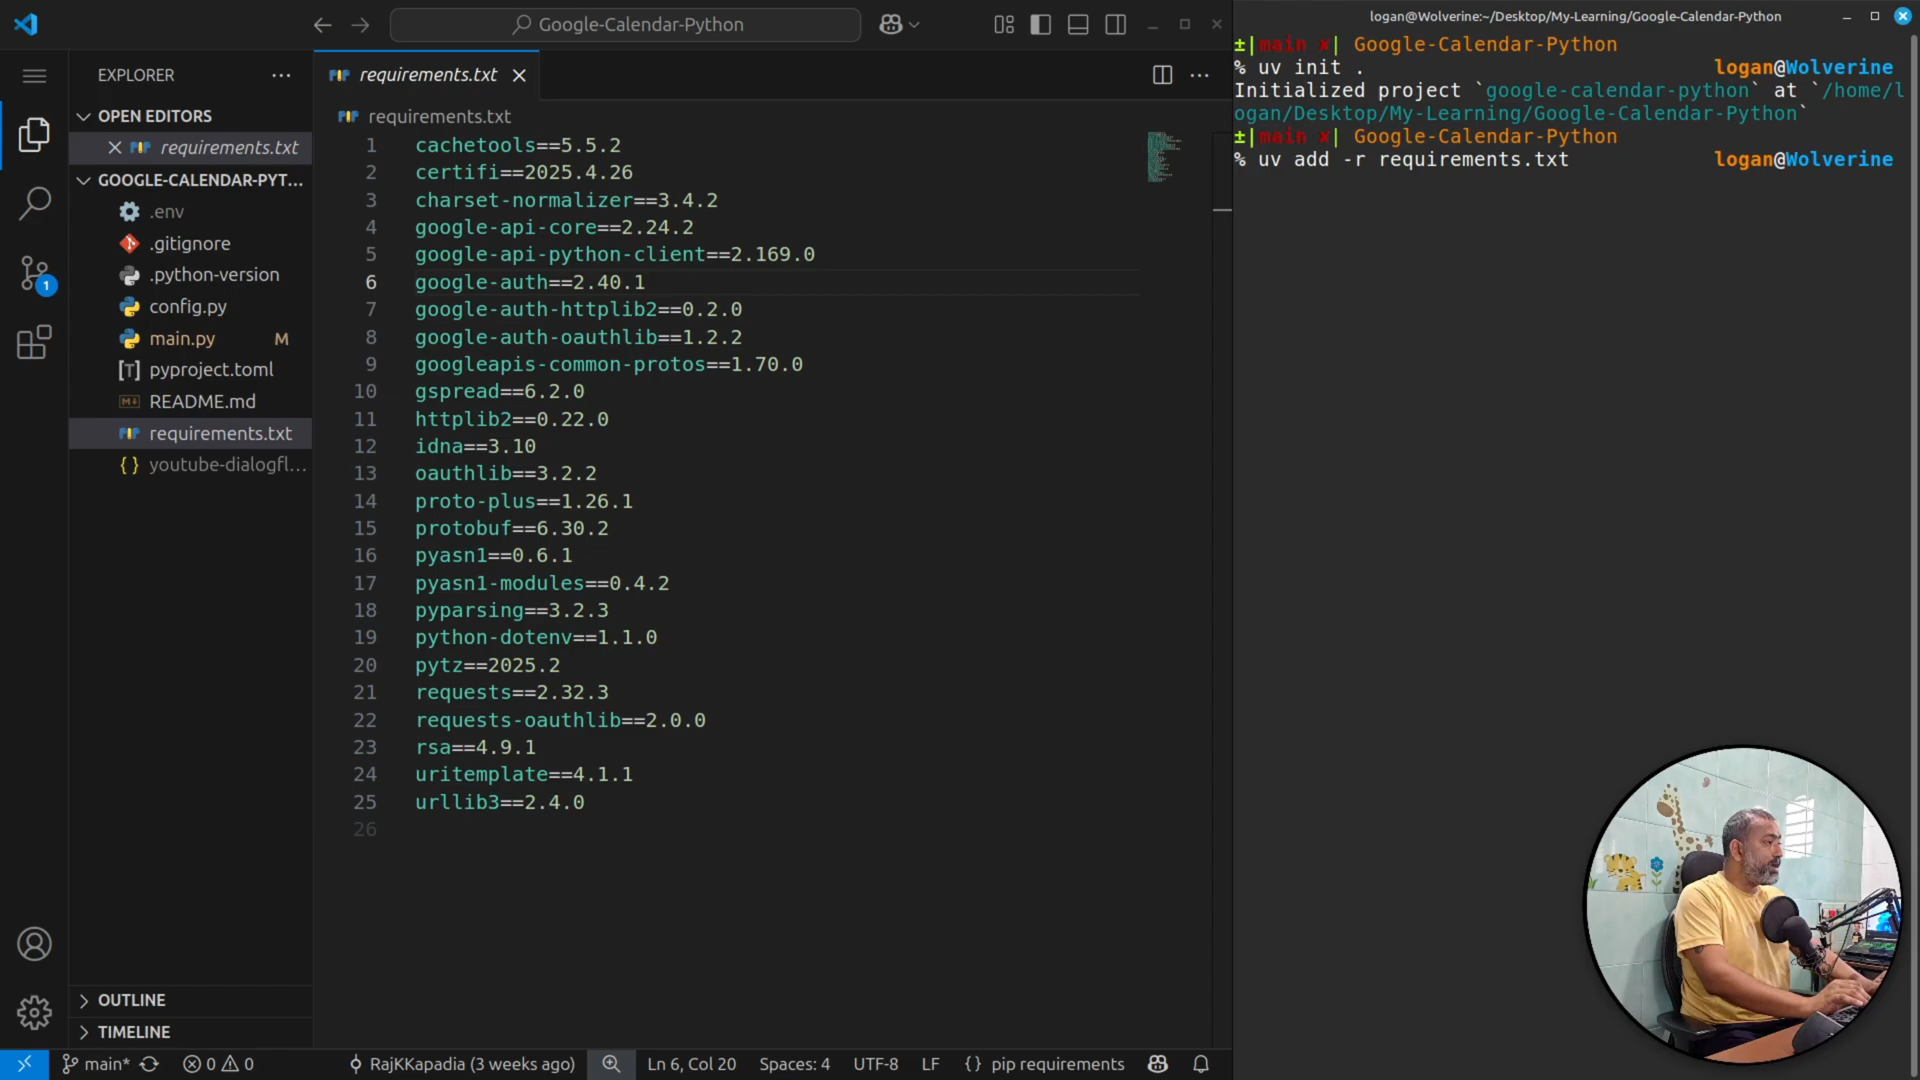 Google-Calendar-Python
EXPLORER
OPEN EDITORS
requirements.txt
GOOGLE-CALENDAR-PYT...
.env
.gitignore
.python-version
config.py
main.py M
pyproject.toml
README.md
requirements.txt
youtube-dialogfl...
OUTLINE
TIMELINE
1
requirements.txt
requirements.txt
1 cachetools==5.5.2
2 certifi==2025.4.26
3 charset-normalizer==3.4.2
4 google-api-core==2.24.2
5 google-api-python-client==2.169.0
6 google-auth==2.40.1
7 google-auth-httplib2==0.2.0
8 google-auth-oauthlib==1.2.2
9 googleapis-common-protos==1.70.0
10 gspread==6.2.0
11 httplib2==0.22.0
12 idna==3.10
13 oauthlib==3.2.2
14 proto-plus==1.26.1
15 protobuf==6.30.2
16 pyasn1==0.6.1
17 pyasn1-modules==0.4.2
18 pyparsing==3.2.3
19 python-dotenv==1.1.0
20 pytz==2025.2
21 requests==2.32.3
22 requests-oauthlib==2.0.0
23 rsa==4.9.1
24 uritemplate==4.1.1
25 urllib3==2.4.0
26
main* 0 0 RajKKapadia (3 weeks ago) Ln 6, Col 20 Spaces: 4 UTF-8 LF {} pip requirements
logan@Wolverine:~/Desktop/My-Learning/Google-Calendar-Python
±|main ✗| Google-Calendar-Python
% uv init . logan@Wolverine
Initialized project `google-calendar-python` at `/home/l
ogan/Desktop/My-Learning/Google-Calendar-Python`
±|main ✗| Google-Calendar-Python
% uv add -r requirements.txt logan@Wolverine